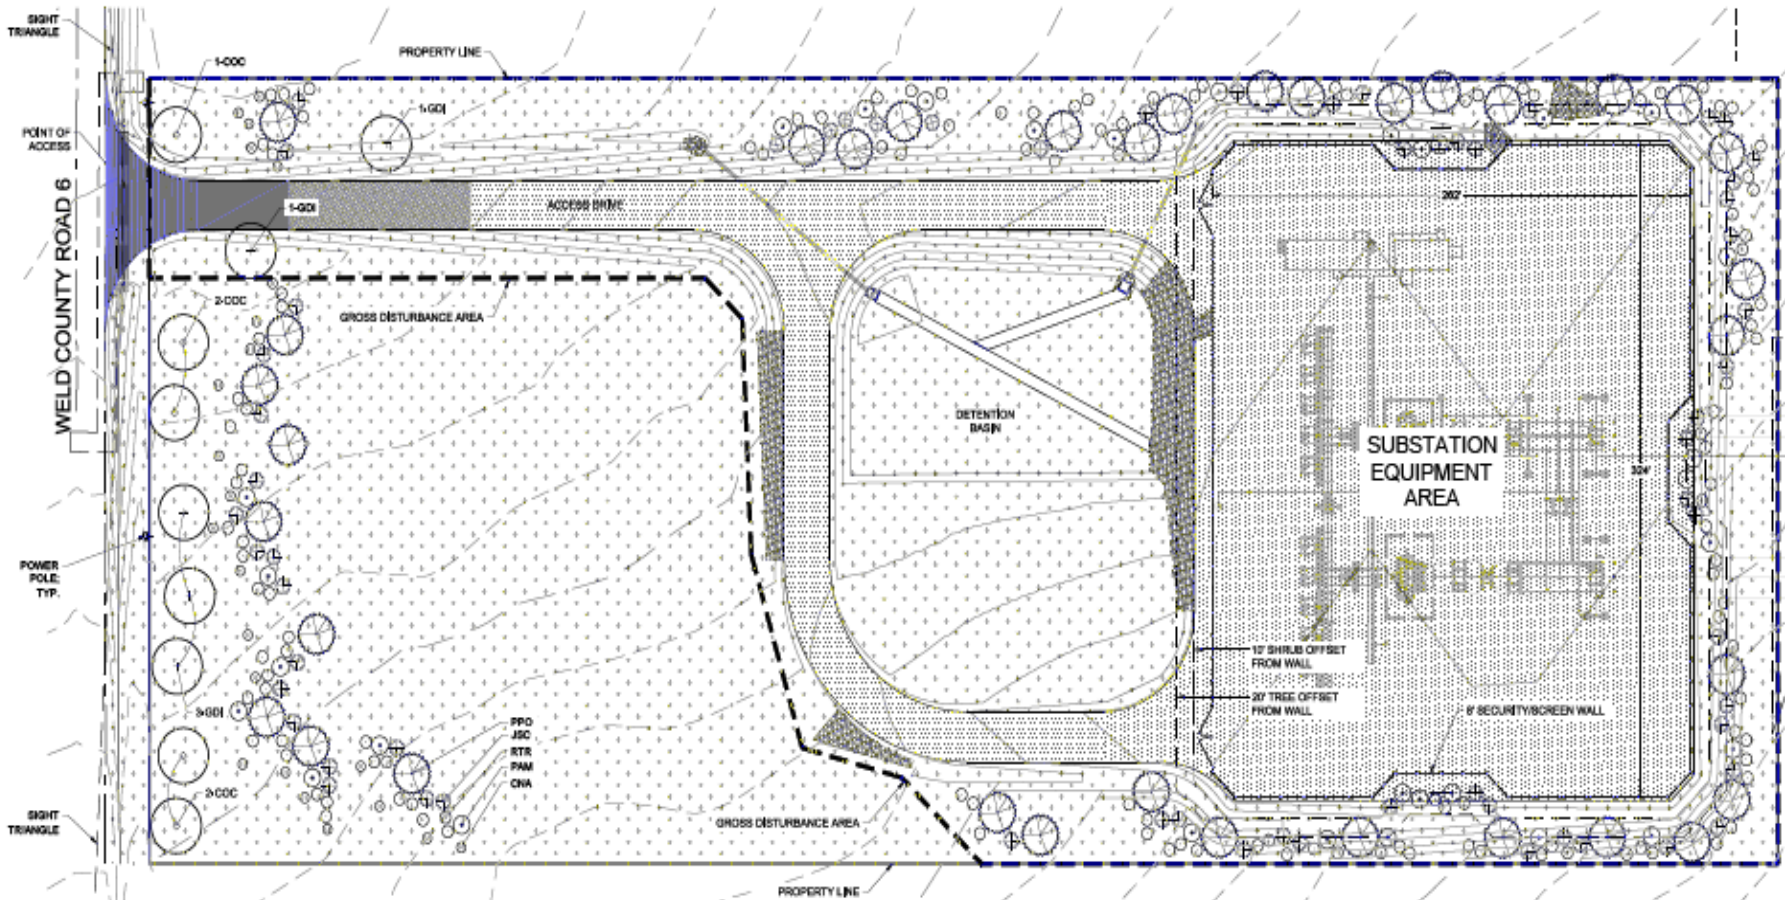 SIGHT
TRIANGLE
PROPERTY LINE
1-COC
1-GDI
POINT OF
ACCESS
WELD COUNTY ROAD 6
1-GDI
ACCESS DRIVE
260'
2-COC
GROSS DISTURBANCE AREA
DETENTION
BASIN
SUBSTATION
EQUIPMENT
AREA
324'
POWER
POLE;
TYP.
10' SHRUB OFFSET
FROM WALL
20' TREE OFFSET
FROM WALL
8' SECURITY/SCREEN WALL
3-GDI
PPO
JSC
RTR
PAM
CNA
2-COC
SIGHT
TRIANGLE
GROSS DISTURBANCE AREA
PROPERTY LINE